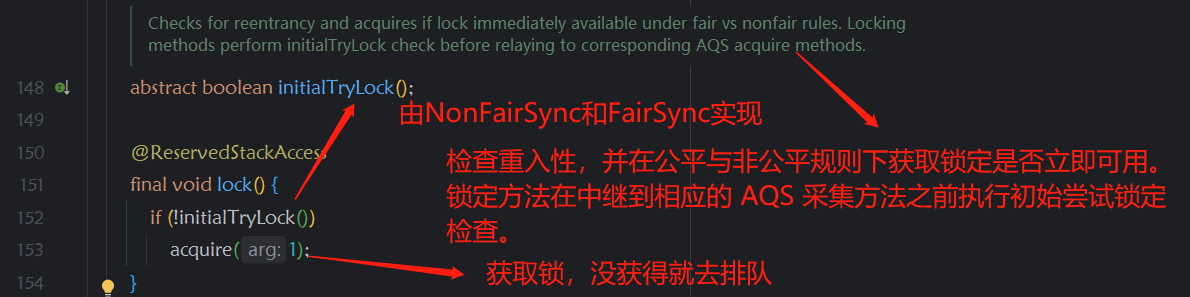 Checks for reentrancy and acquires if lock immediately available under fair vs nonfair rules. Locking
methods perform initialTryLock check before relaying to corresponding AQS acquire methods.
148 abstract boolean initialTryLock();
由NonFairSync和FairSync实现
149
检查重入性，并在公平与非公平规则下获取锁定是否立即可用。
150 @ReservedStackAccess
151 final void lock() {
锁定方法在中继到相应的 AQS 采集方法之前执行初始尝试锁定
152 if (!initialTryLock())
检查。
153 acquire( arg: 1);
获取锁，没获得就去排队
154 }